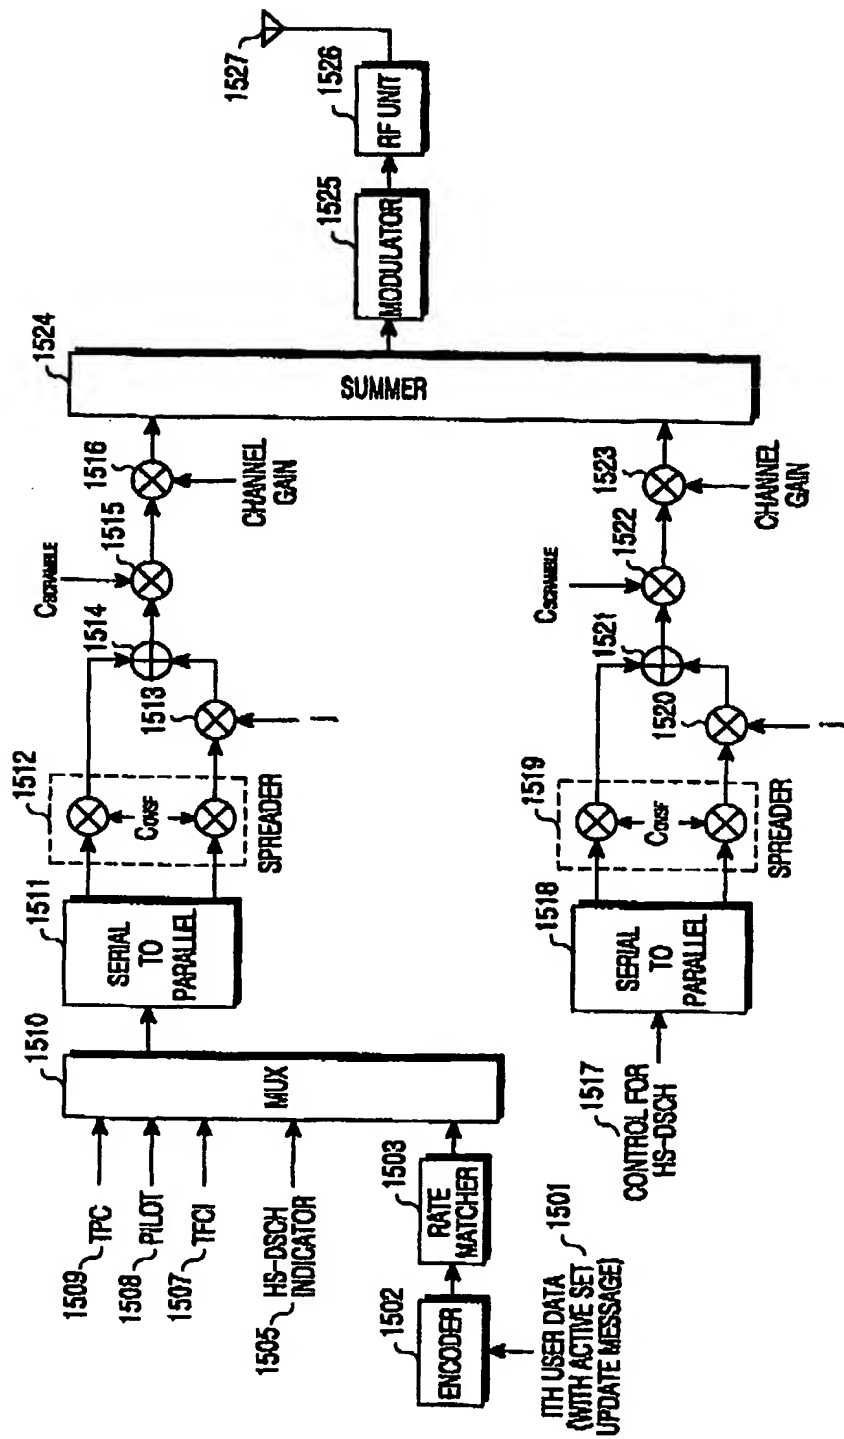 1509
TPC
1508
PILOT
1507
TFCI
1505
HS-DSCH
INDICATOR
1501
ITH USER DATA
(WITH ACTIVE SET
UPDATE MESSAGE)
1502
ENCODER
1503
RATE
MATCHER
1510
MUX
1511
SERIAL
TO
PARALLEL
1512
COVSF
SPREADER
1513
j
1514
CSCRAMBLE
1515
1516
CHANNEL
GAIN
1517
CONTROL FOR
HS-DSCH
1518
SERIAL
TO
PARALLEL
1519
COVSF
SPREADER
1520
j
1521
CSCRAMBLE
1522
1523
CHANNEL
GAIN
1524
SUMMER
1525
MODULATOR
1526
RF UNIT
1527